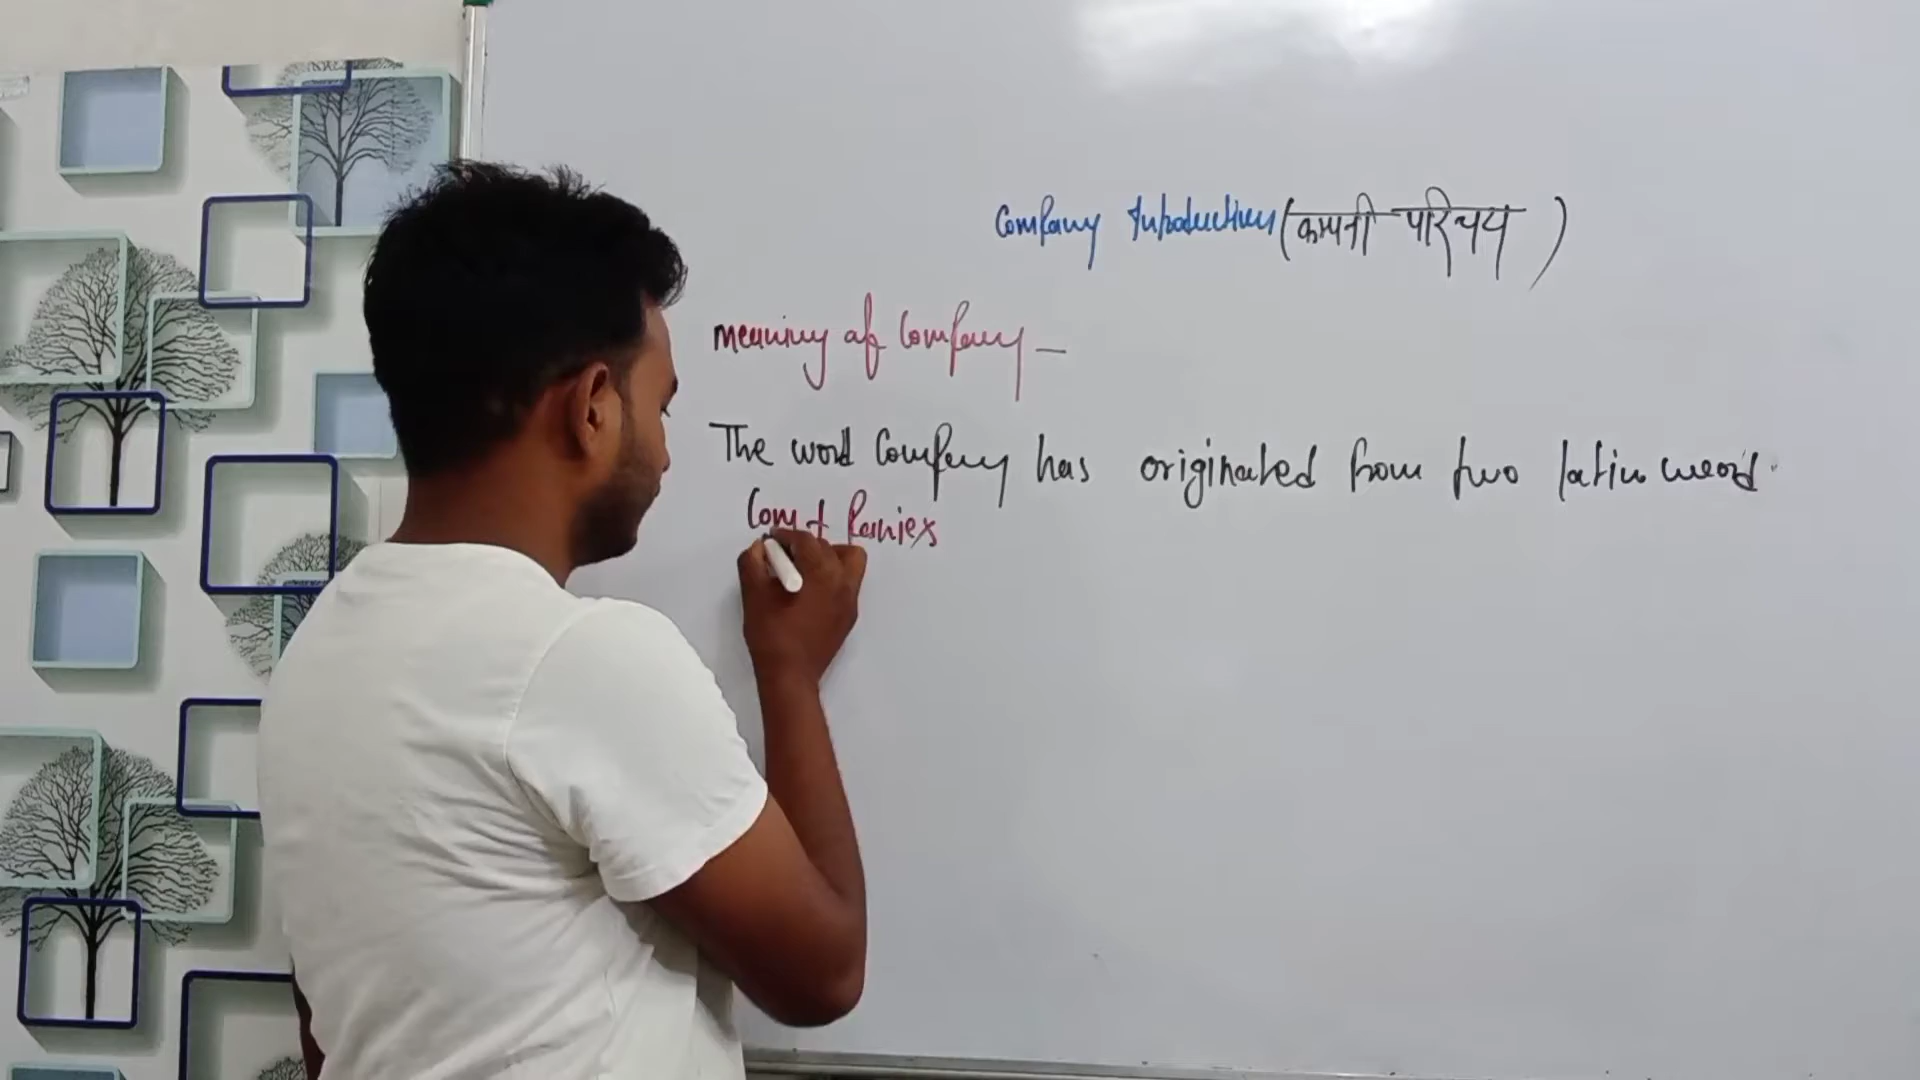 Company Introduction (कम्पनी परिचय)
Meaning of Company –
The word Company has originated from two latin word.
Com + Paniex